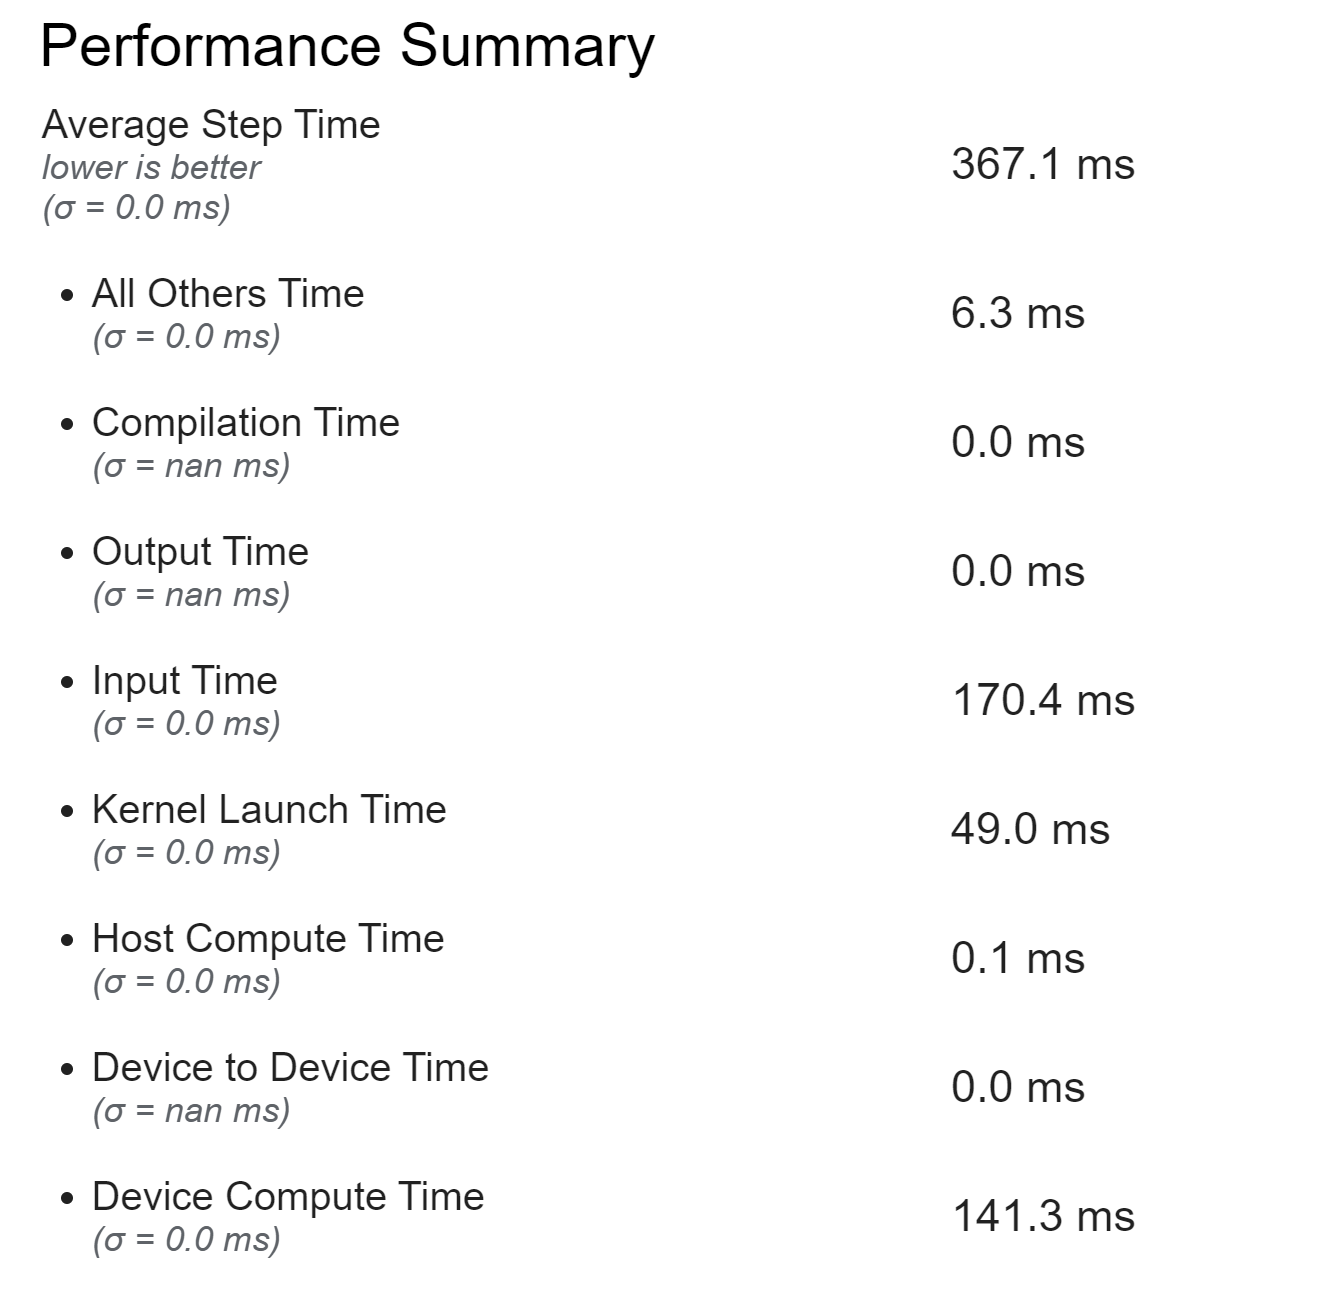 Performance Summary
Average Step Time
lower is better
(σ = 0.0 ms)
367.1 ms
• All Others Time
(σ = 0.0 ms)
6.3 ms
• Compilation Time
(σ = nan ms)
0.0 ms
• Output Time
(σ = nan ms)
0.0 ms
• Input Time
(σ = 0.0 ms)
170.4 ms
• Kernel Launch Time
(σ = 0.0 ms)
49.0 ms
• Host Compute Time
(σ = 0.0 ms)
0.1 ms
• Device to Device Time
(σ = nan ms)
0.0 ms
• Device Compute Time
(σ = 0.0 ms)
141.3 ms